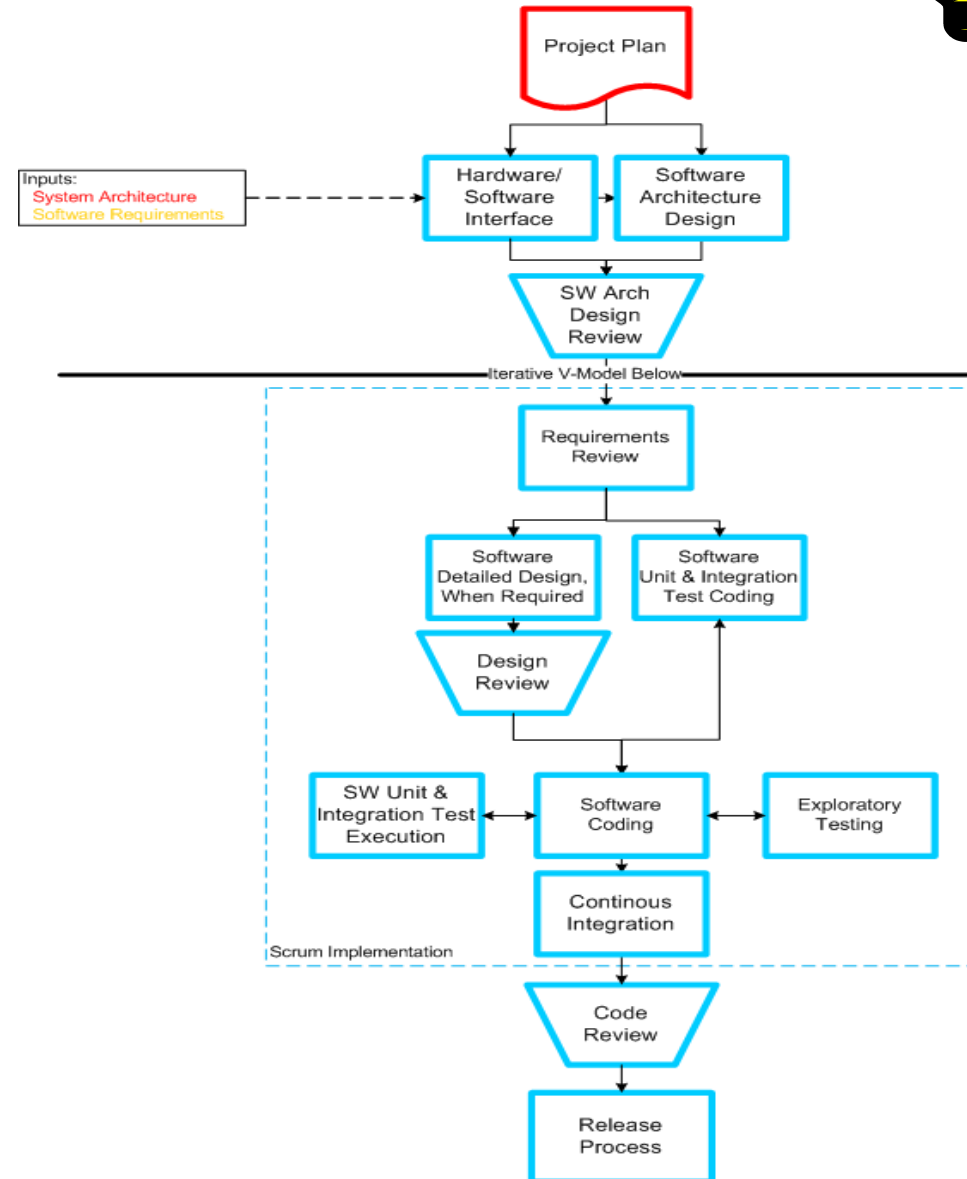 Project Plan
Inputs:
System Architecture
Software Requirements
Hardware/
Software
Interface
Software
Architecture
Design
SW Arch
Design
Review
Iterative V-Model Below
Requirements
Review
Software
Detailed Design,
When Required
Software
Unit & Integration
Test Coding
Design
Review
SW Unit &
Integration Test
Execution
Software
Coding
Exploratory
Testing
Continous
Integration
Scrum Implementation
Code
Review
Release
Process